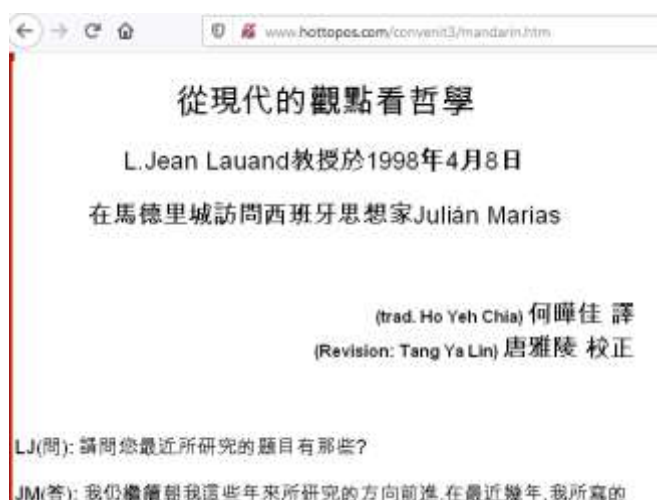 www.hottopos.com/convenit3/mandarin.htm
從現代的觀點看哲學
L.Jean Lauand教授於1998年4月8日
在馬德里城訪問西班牙思想家Julián Marias
(trad. Ho Yeh Chia) 何曄佳 譯
(Revision: Tang Ya Lin) 唐雅陵 校正
LJ(問): 請問您最近所研究的題目有那些?
JM(答): 我仍繼續朝我這些年來所研究的方向前進,在最近幾年,我所寫的